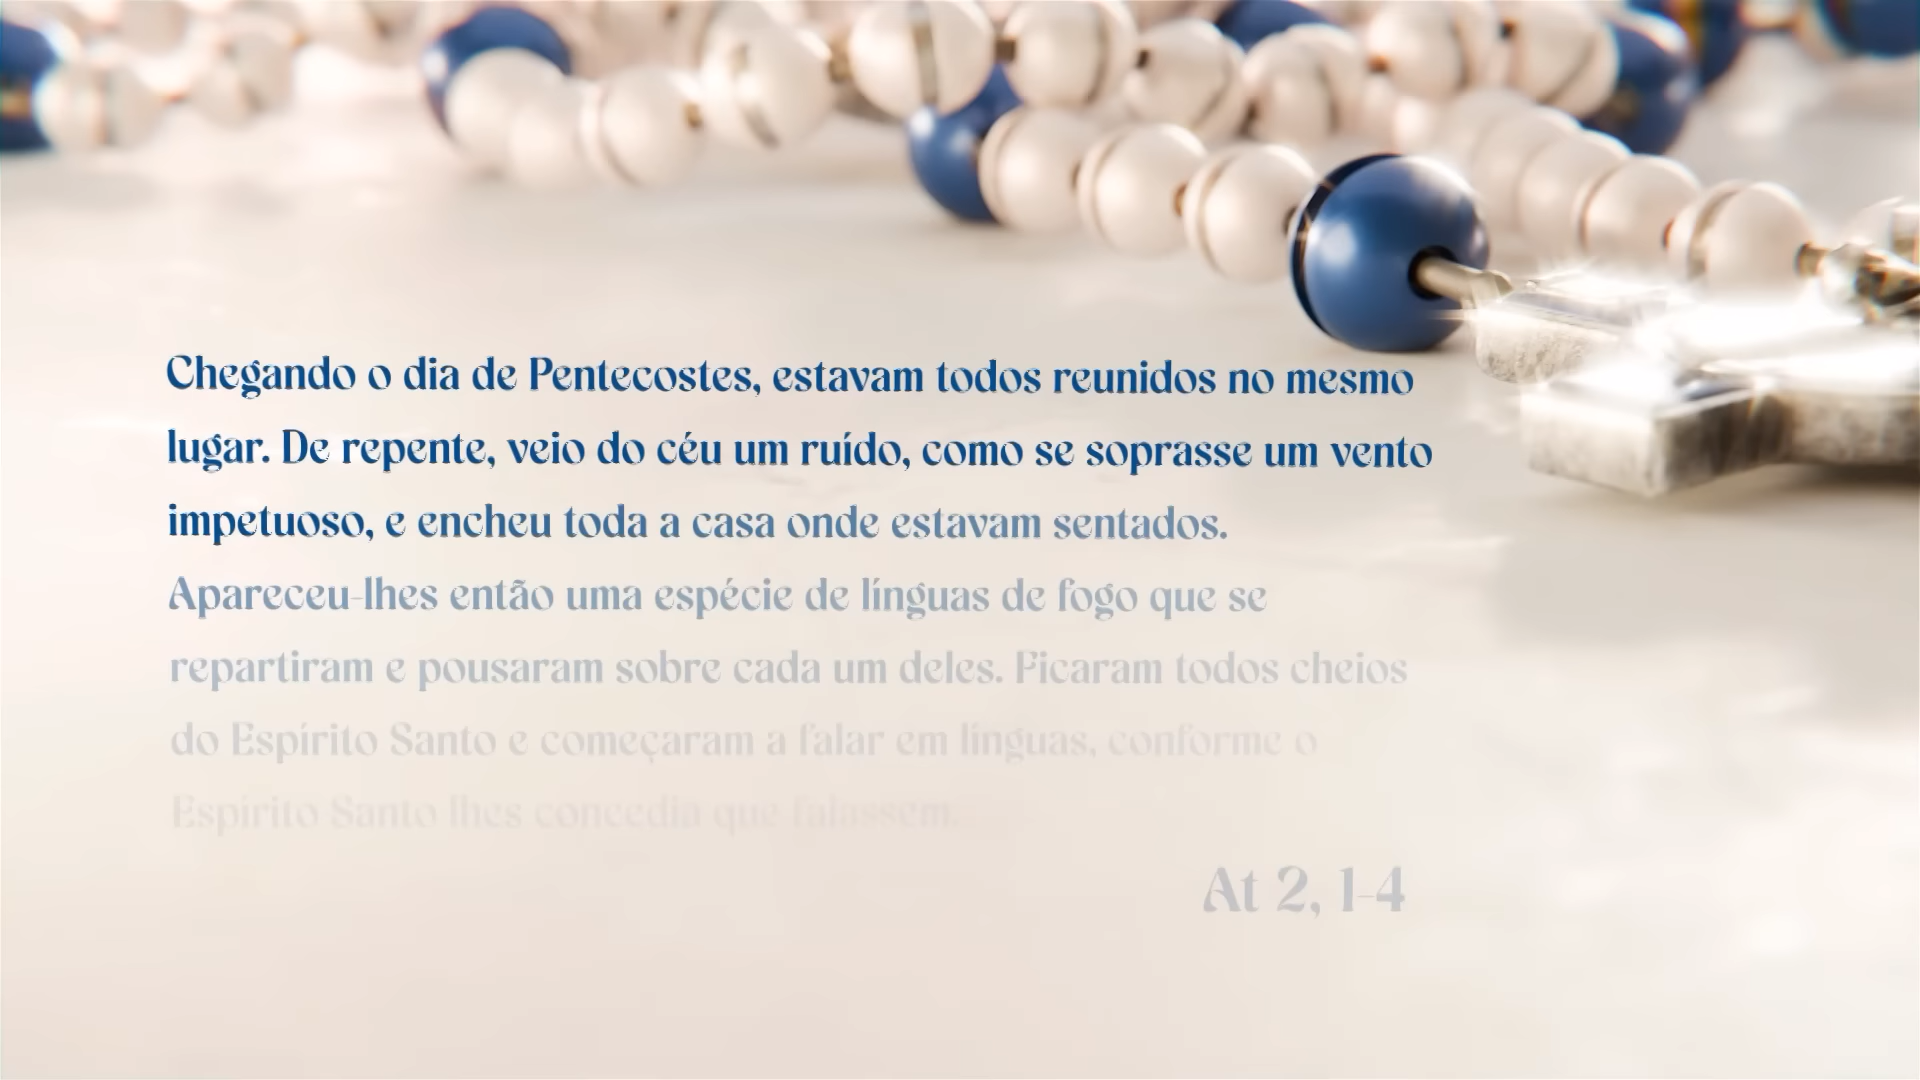 Chegando o dia de Pentecostes, estavam todos reunidos no mesmo
lugar. De repente, veio do céu um ruído, como se soprasse um vento
impetuoso, e encheu toda a casa onde estavam sentados.
Apareceu-lhes então uma espécie de línguas de fogo que se
repartiram e pousaram sobre cada um deles. Ficaram todos cheios
do Espírito Santo e começaram a falar em línguas, conforme o
Espírito Santo lhes concedia que falassem.
At 2, 1-4